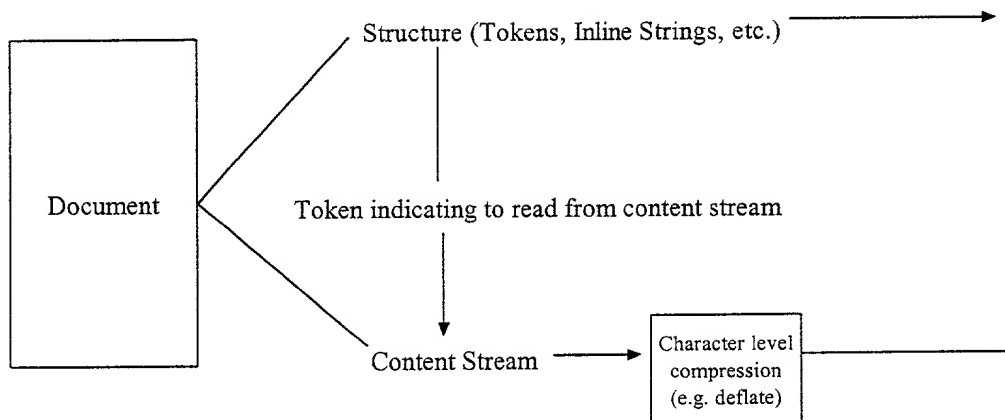 Structure (Tokens, Inline Strings, etc.)
Document
Token indicating to read from content stream
Content Stream
Character level
compression
(e.g. deflate)